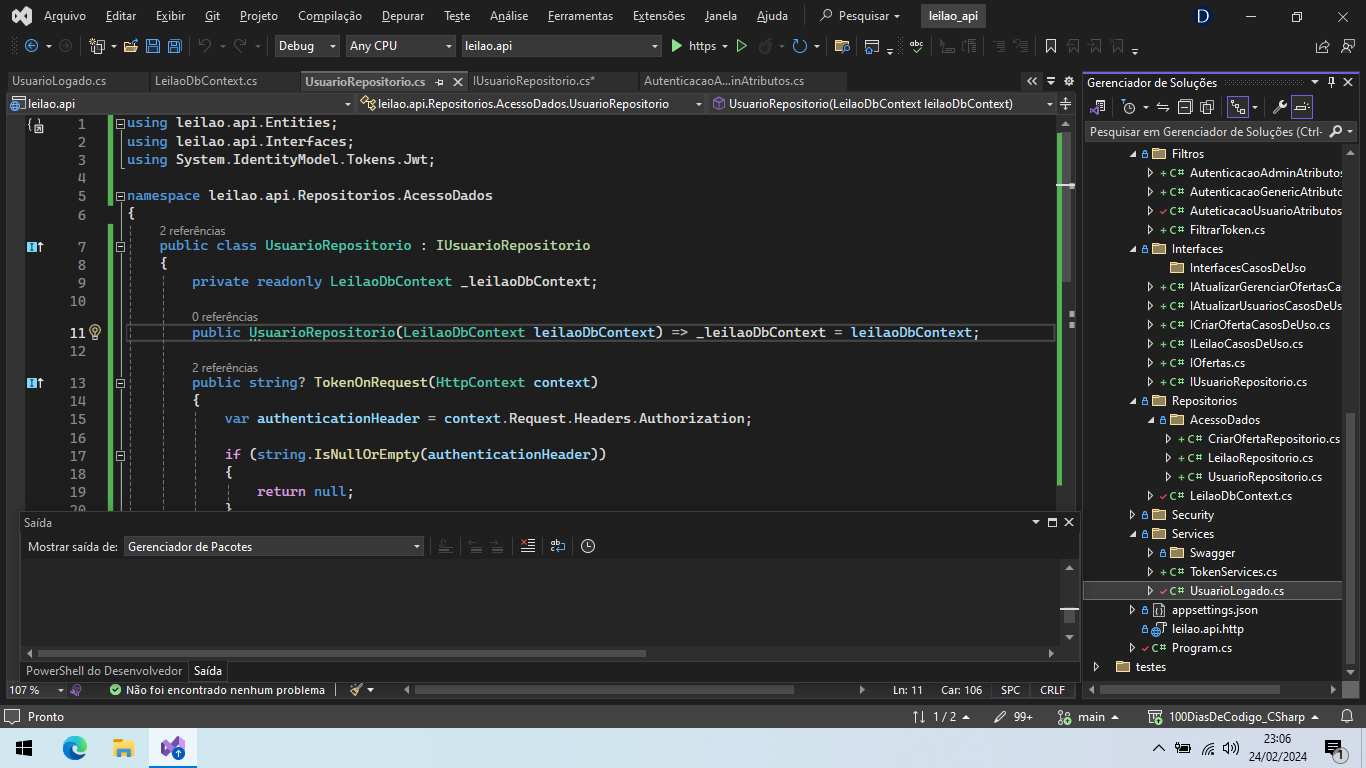 Arquivo Editar Exibir Git Projeto Compilação Depurar Teste Análise Ferramentas Extensões Janela Ajuda Pesquisar leilao_api D
Debug Any CPU leilao.api https
UsuarioLogado.cs LeilaoDbContext.cs UsuarioRepositorio.cs IUsuarioRepositorio.cs* AutenticacaoA...inAtributos.cs
leilao.api leilao.api.Repositorios.AcessoDados.UsuarioRepositorio UsuarioRepositorio(LeilaoDbContext leilaoDbContext)
1 using leilao.api.Entities;
2 using leilao.api.Interfaces;
3 using System.IdentityModel.Tokens.Jwt;
4
5 namespace leilao.api.Repositorios.AcessoDados
6 {
2 referências
7 public class UsuarioRepositorio : IUsuarioRepositorio
8 {
9 private readonly LeilaoDbContext _leilaoDbContext;
10
0 referências
11 public UsuarioRepositorio(LeilaoDbContext leilaoDbContext) => _leilaoDbContext = leilaoDbContext;
12
2 referências
13 public string? TokenOnRequest(HttpContext context)
14 {
15 var authenticationHeader = context.Request.Headers.Authorization;
16
17 if (string.IsNullOrEmpty(authenticationHeader))
18 {
19 return null;
20 }
Saída
Mostrar saída de: Gerenciador de Pacotes
PowerShell do Desenvolvedor Saída
107 % Não foi encontrado nenhum problema Ln: 11 Car: 106 SPC CRLF
Gerenciador de Soluções
Pesquisar em Gerenciador de Soluções (Ctrl-
Filtros
AutenticacaoAdminAtributos
AutenticacaoGenericAtributo
AuteticacaoUsuarioAtributos
FiltrarToken.cs
Interfaces
InterfacesCasosDeUso
IAtualizarGerenciarOfertasCa
IAtualizarUsuariosCasosDeUs
ICriarOfertaCasosDeUso.cs
ILeilaoCasosDeUso.cs
IOfertas.cs
IUsuarioRepositorio.cs
Repositorios
AcessoDados
CriarOfertaRepositorio.cs
LeilaoRepositorio.cs
UsuarioRepositorio.cs
LeilaoDbContext.cs
Security
Services
Swagger
TokenServices.cs
UsuarioLogado.cs
appsettings.json
leilao.api.http
Program.cs
testes
Pronto 1 / 2 99+ main 100DiasDeCodigo_CSharp
23:06
24/02/2024
1